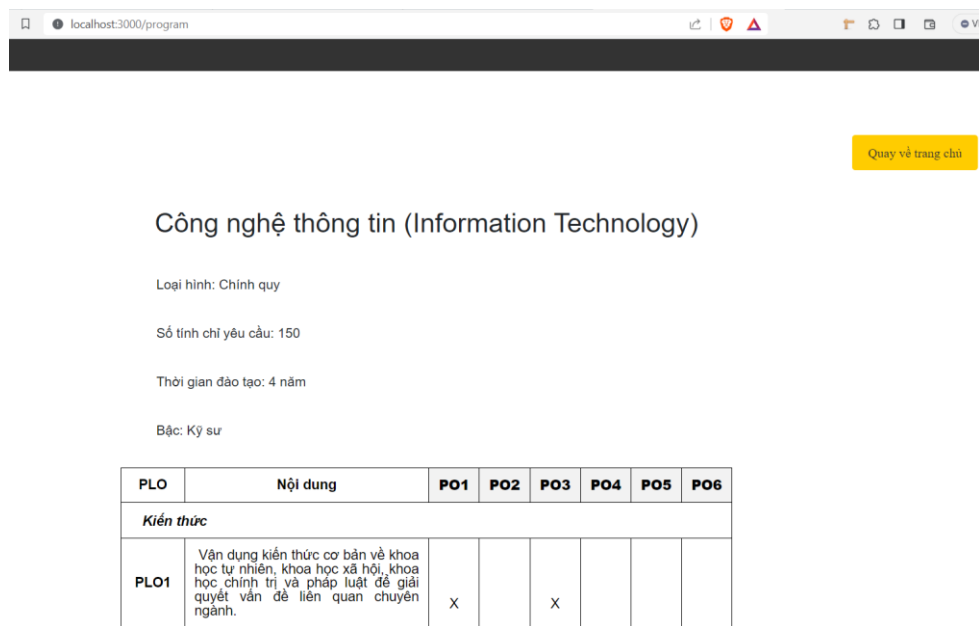 localhost:3000/program
Quay về trang chủ
Công nghệ thông tin (Information Technology)
Loại hình: Chính quy
Số tính chỉ yêu cầu: 150
Thời gian đào tạo: 4 năm
Bậc: Kỹ sư
PLO Nội dung PO1 PO2 PO3 PO4 PO5 PO6
Kiến thức
Vận dụng kiến thức cơ bản về khoa
học tự nhiên, khoa học xã hội, khoa
PLO1 học chính trị và pháp luật để giải
quyết vấn đề liên quan chuyên
ngành. X X